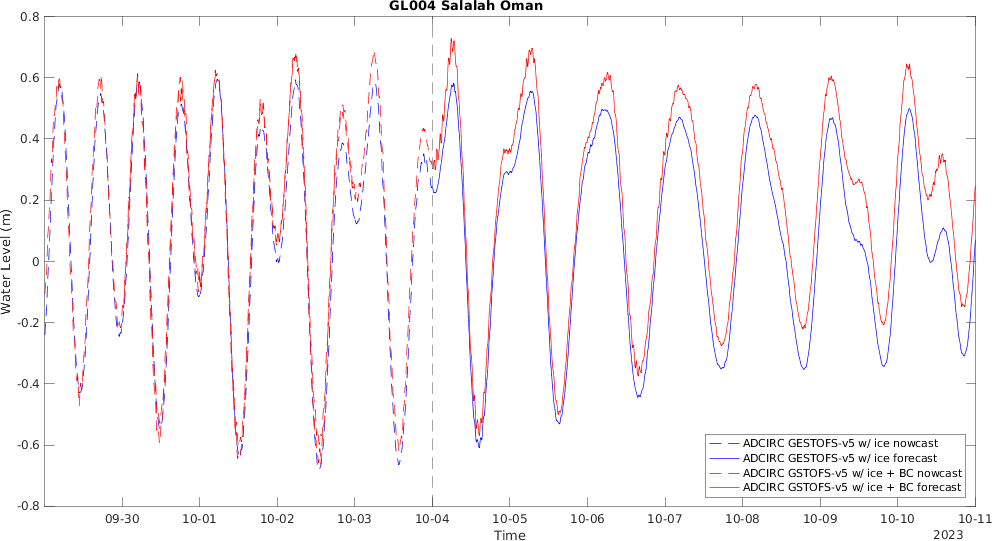 GL004 Salalah Oman
0.8
0.6
0.4
0.2
0
-0.2
-0.4
-0.6
-0.8
Water Level (m)
ADCIRC GESTOFS-v5 w/ ice nowcast
ADCIRC GESTOFS-v5 w/ ice forecast
ADCIRC GSTOFS-v5 w/ ice + BC nowcast
ADCIRC GSTOFS-v5 w/ ice + BC forecast
09-30 10-01 10-02 10-03 10-04 10-05 10-06 10-07 10-08 10-09 10-10 10-11
Time
2023